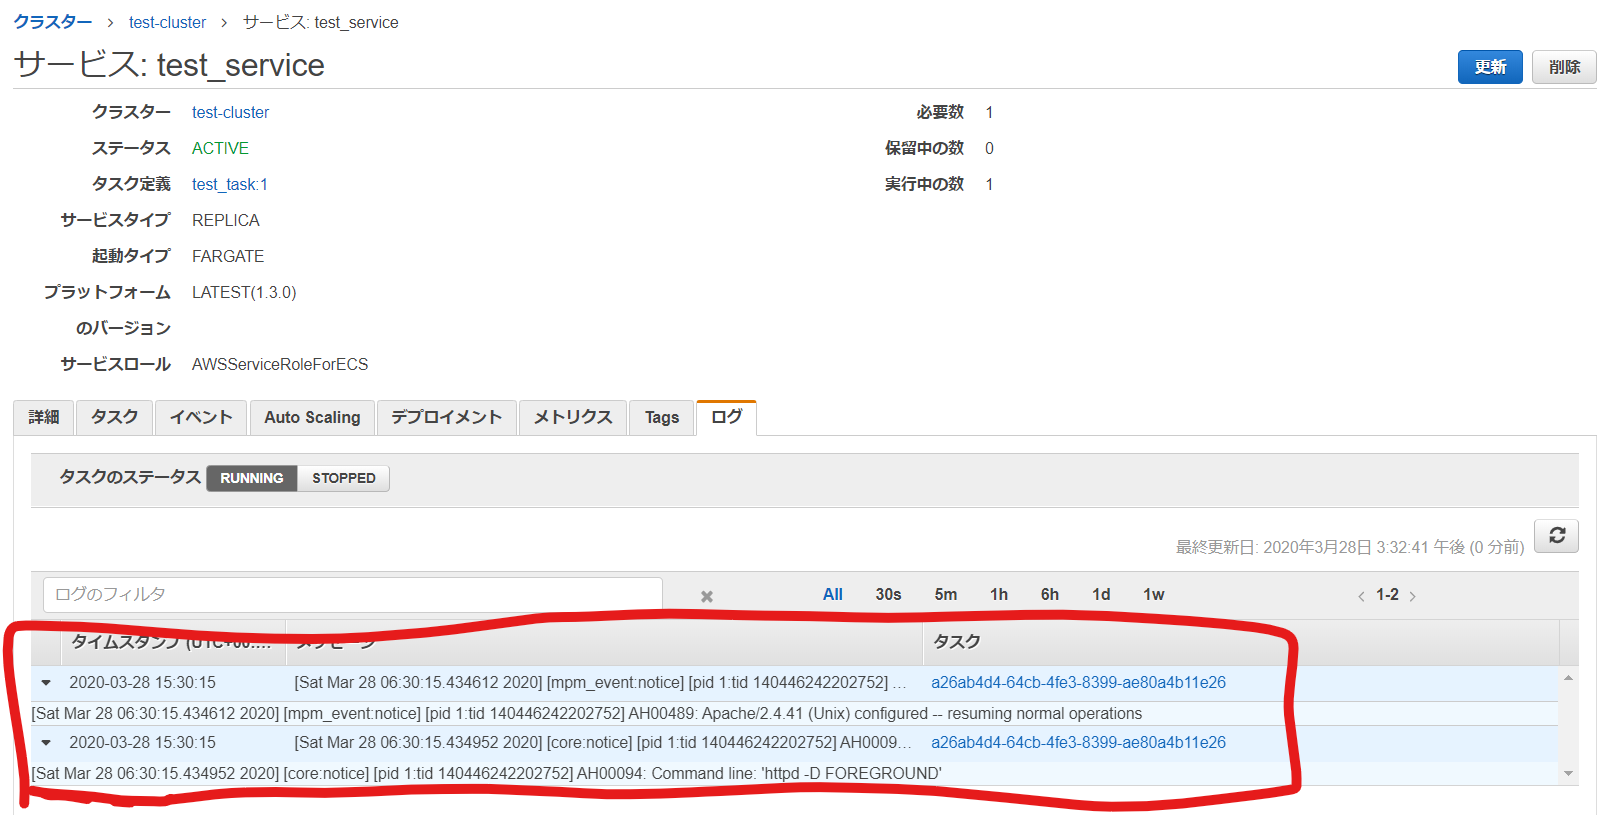 クラスター > test-cluster > サービス: test_service
サービス: test_service
更新 削除
クラスター test-cluster
ステータス ACTIVE
タスク定義 test_task:1
サービスタイプ REPLICA
起動タイプ FARGATE
プラットフォーム LATEST(1.3.0)
のバージョン
サービスロール AWSServiceRoleForECS
必要数 1
保留中の数 0
実行中の数 1
詳細 タスク イベント Auto Scaling デプロイメント メトリクス Tags ログ
タスクのステータス RUNNING STOPPED
最終更新日: 2020年3月28日 3:32:41 午後 (0 分前)
ログのフィルタ All 30s 5m 1h 6h 1d 1w < 1-2 >
タイムスタンプ (UTC+00:... メッセージ タスク
2020-03-28 15:30:15 [Sat Mar 28 06:30:15.434612 2020] [mpm_event:notice] [pid 1:tid 140446242202752] ... a26ab4d4-64cb-4fe3-8399-ae80a4b11e26
[Sat Mar 28 06:30:15.434612 2020] [mpm_event:notice] [pid 1:tid 140446242202752] AH00489: Apache/2.4.41 (Unix) configured -- resuming normal operations
2020-03-28 15:30:15 [Sat Mar 28 06:30:15.434952 2020] [core:notice] [pid 1:tid 140446242202752] AH0009... a26ab4d4-64cb-4fe3-8399-ae80a4b11e26
[Sat Mar 28 06:30:15.434952 2020] [core:notice] [pid 1:tid 140446242202752] AH00094: Command line: 'httpd -D FOREGROUND'